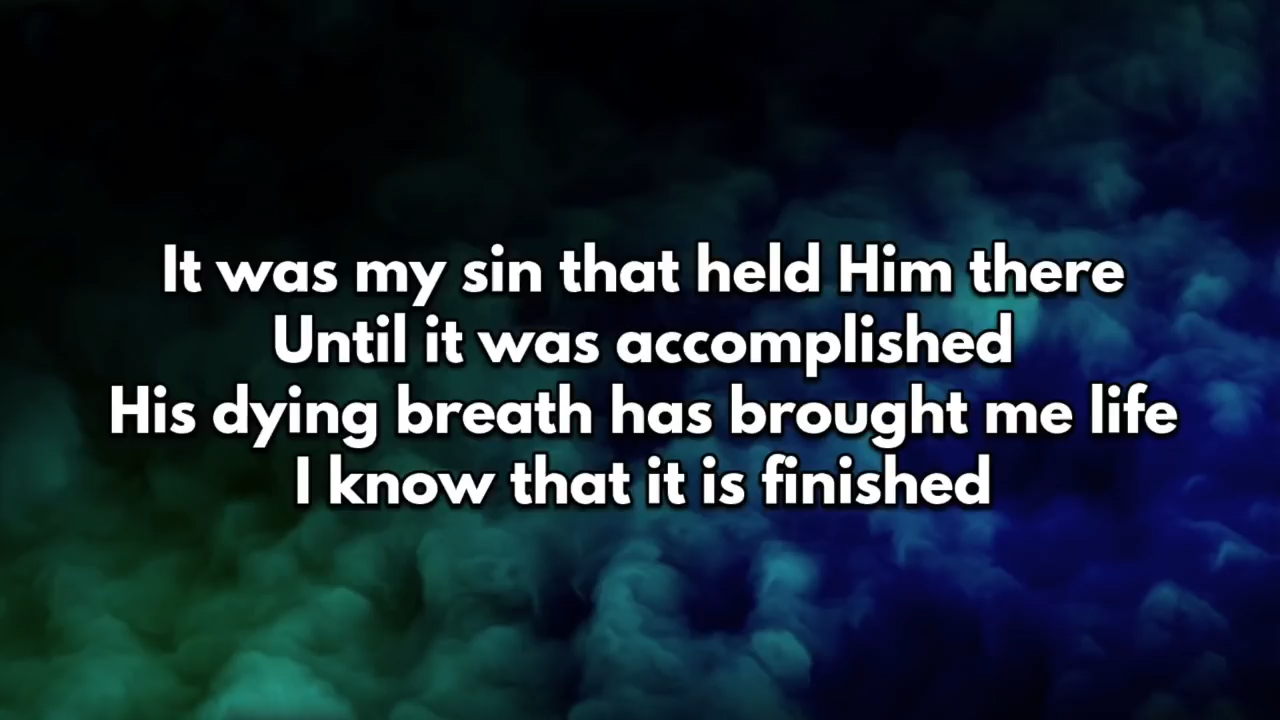 It was my sin that held Him there
Until it was accomplished
His dying breath has brought me life
I know that it is finished